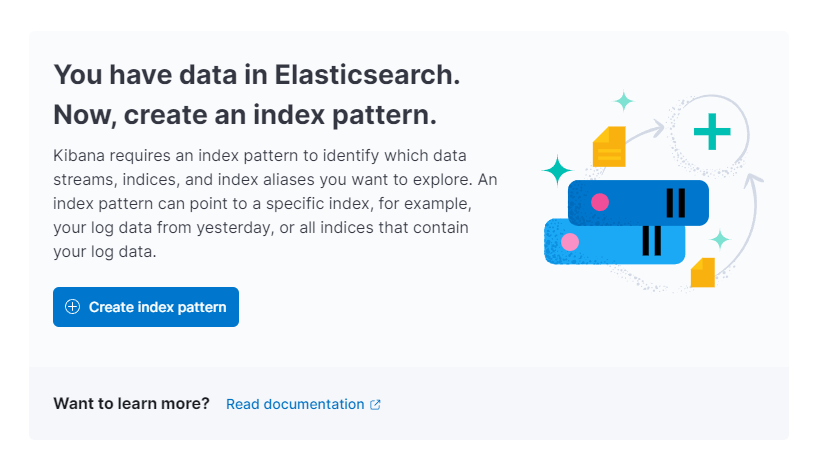 You have data in Elasticsearch.
Now, create an index pattern.
Kibana requires an index pattern to identify which data
streams, indices, and index aliases you want to explore. An
index pattern can point to a specific index, for example,
your log data from yesterday, or all indices that contain
your log data.
Create index pattern
Want to learn more? Read documentation